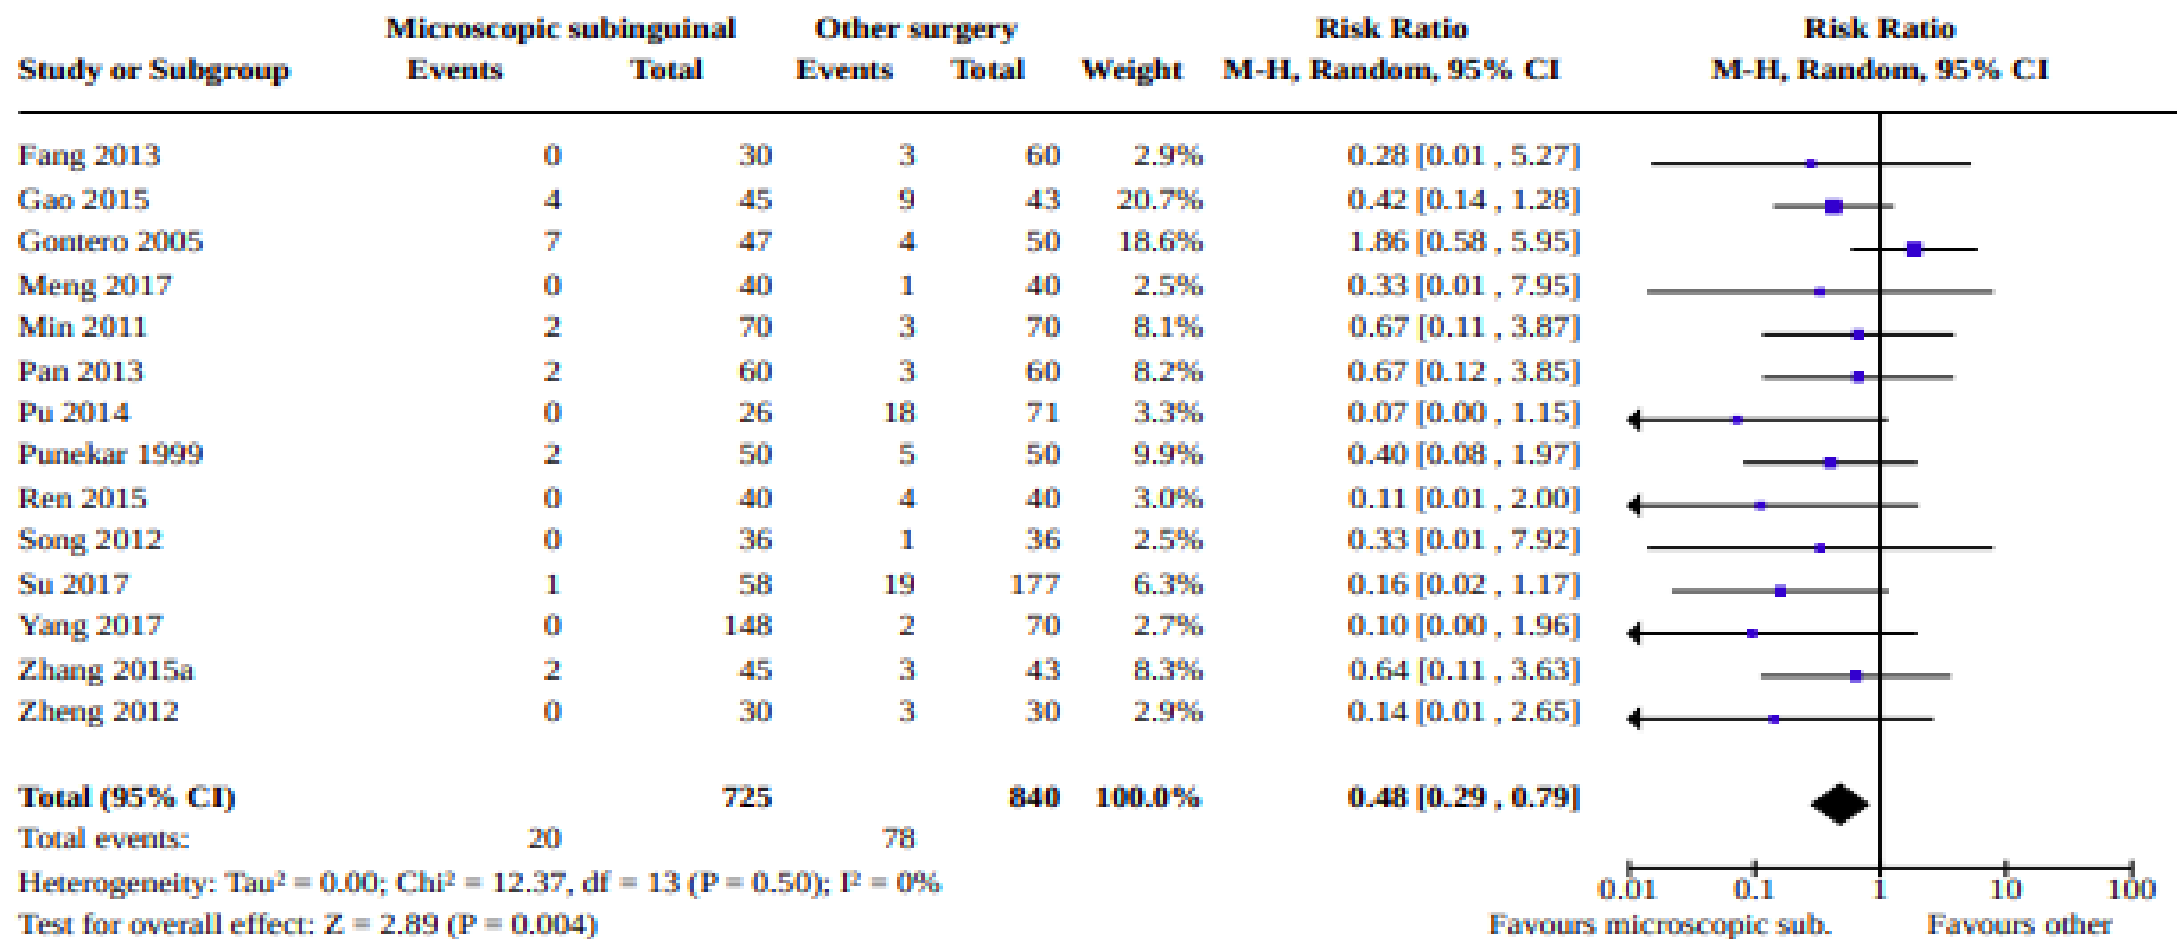 Microscopic subinguinal Other surgery Risk Ratio Risk Ratio
Study or Subgroup Events Total Events Total Weight M-H, Random, 95% CI M-H, Random, 95% CI
Fang 2013 0 30 3 60 2.9% 0.28 [0.01 , 5.27]
Gao 2015 4 45 9 43 20.7% 0.42 [0.14 , 1.28]
Gontero 2005 7 47 4 50 18.6% 1.86 [0.58 , 5.95]
Meng 2017 0 40 1 40 2.5% 0.33 [0.01 , 7.95]
Min 2011 2 70 3 70 8.1% 0.67 [0.11 , 3.87]
Pan 2013 2 60 3 60 8.2% 0.67 [0.12 , 3.85]
Pu 2014 0 26 18 71 3.3% 0.07 [0.00 , 1.15]
Punekar 1999 2 50 5 50 9.9% 0.40 [0.08 , 1.97]
Ren 2015 0 40 4 40 3.0% 0.11 [0.01 , 2.00]
Song 2012 0 36 1 36 2.5% 0.33 [0.01 , 7.92]
Su 2017 1 58 19 177 6.3% 0.16 [0.02 , 1.17]
Yang 2017 0 148 2 70 2.7% 0.10 [0.00 , 1.96]
Zhang 2015a 2 45 3 43 8.3% 0.64 [0.11 , 3.63]
Zheng 2012 0 30 3 30 2.9% 0.14 [0.01 , 2.65]
Total (95% CI) 725 840 100.0% 0.48 [0.29 , 0.79]
Total events: 20 78
Heterogeneity: Tau² = 0.00; Chi² = 12.37, df = 13 (P = 0.50); I² = 0%
Test for overall effect: Z = 2.89 (P = 0.004)
0.01 0.1 1 10 100
Favours microscopic sub. Favours other